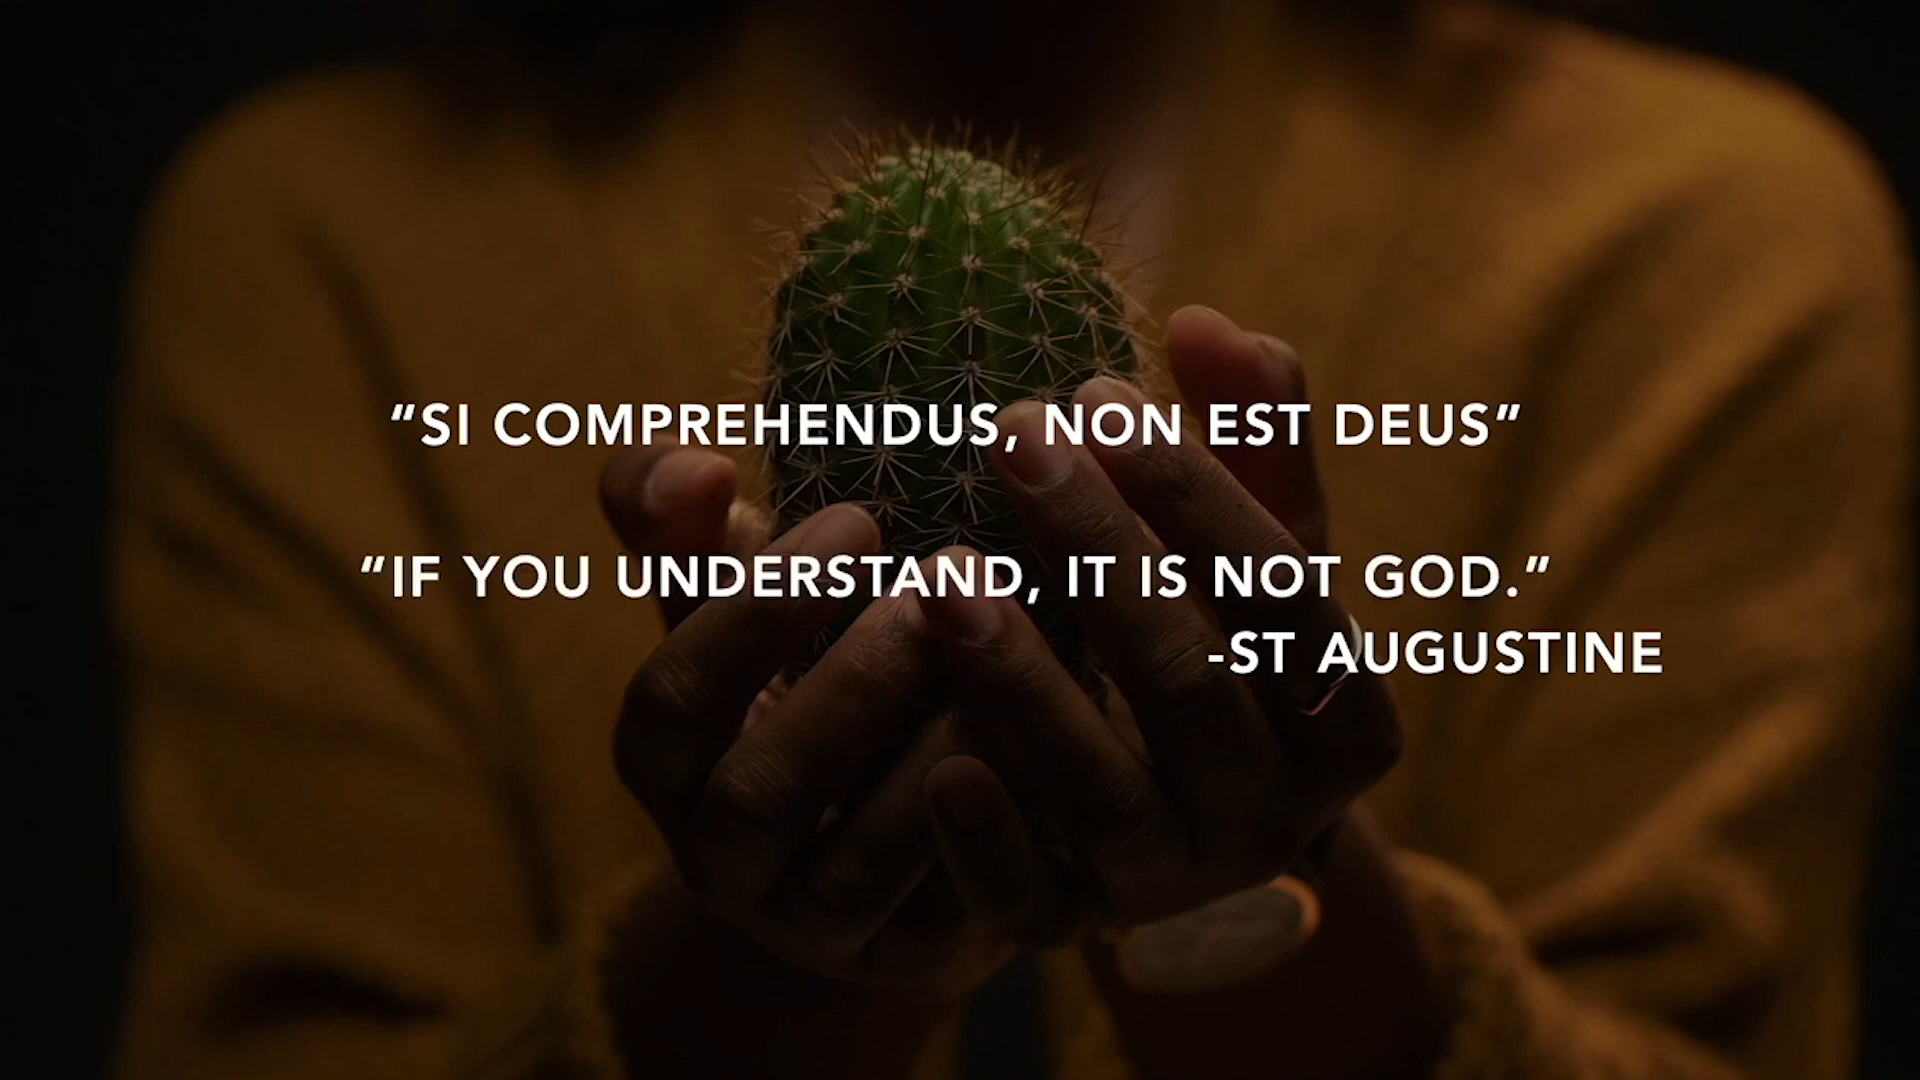 “SI COMPREHENDUS, NON EST DEUS”
“IF YOU UNDERSTAND, IT IS NOT GOD.”
-ST AUGUSTINE